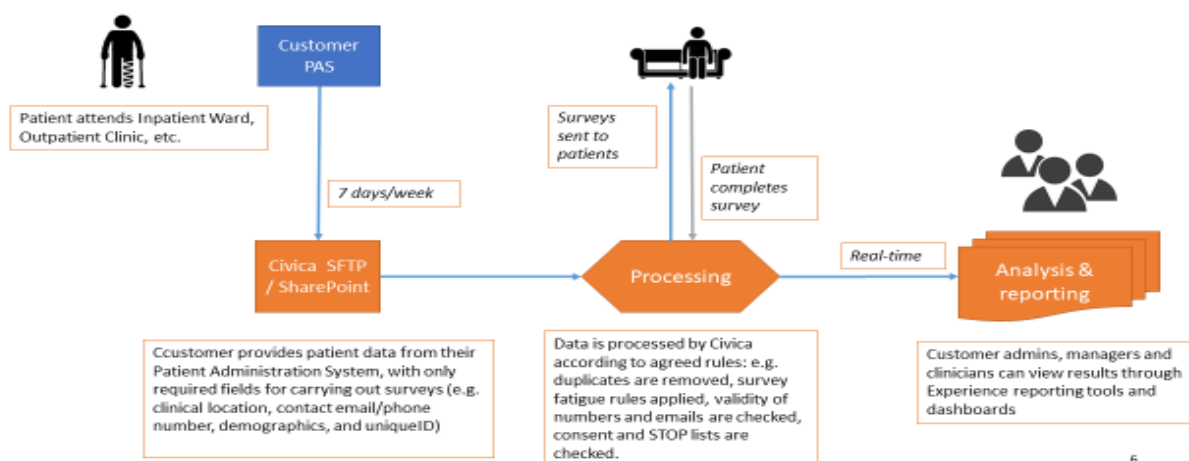 Customer
PAS
Patient attends Inpatient Ward,
Outpatient Clinic, etc.
Surveys
sent to
patients
Patient
completes
survey
7 days/week
Civica SFTP
/ SharePoint
Processing
Real-time
Analysis &
reporting
Ccustomer provides patient data from their
Patient Administration System, with only
required fields for carrying out surveys (e.g.
clinical location, contact email/phone
number, demographics, and uniqueID)
Data is processed by Civica
according to agreed rules: e.g.
duplicates are removed, survey
fatigue rules applied, validity of
numbers and emails are checked,
consent and STOP lists are
checked.
Customer admins, managers and
clinicians can view results through
Experience reporting tools and
dashboards